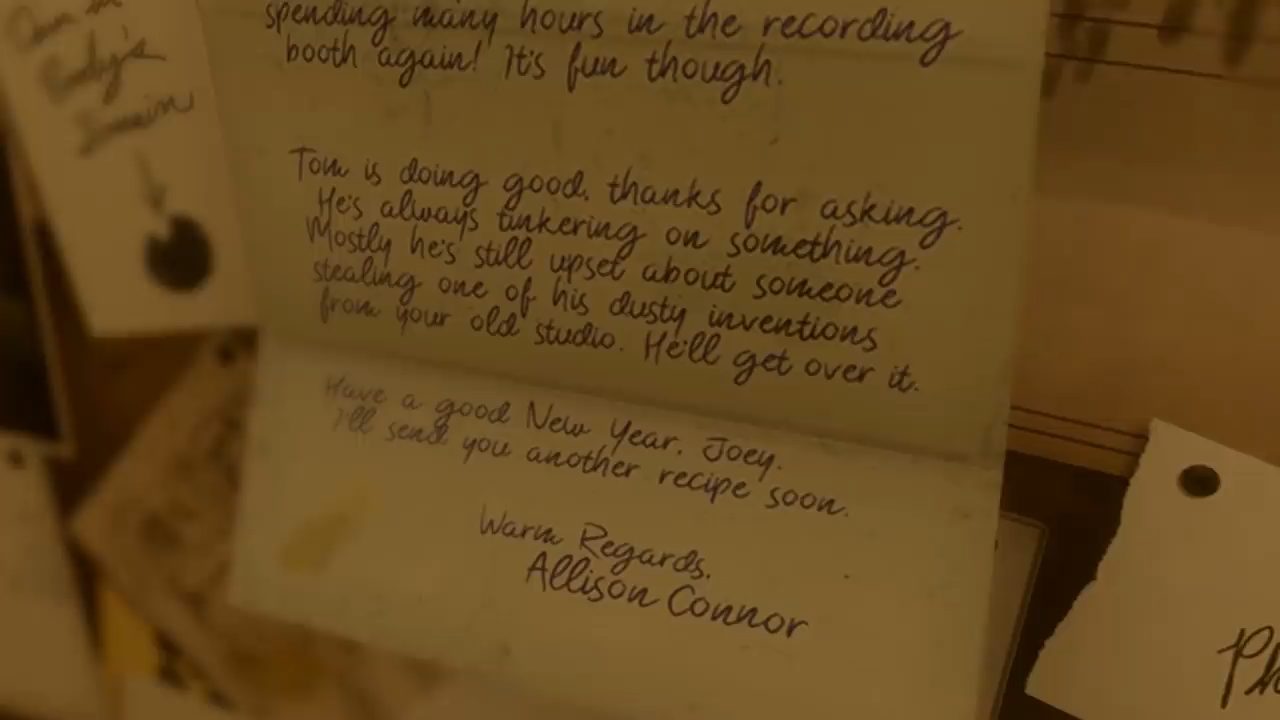 spending many hours in the recording
booth again! It's fun though.
Tom is doing good, thanks for asking.
He's always tinkering on something.
Mostly he's still upset about someone
stealing one of his dusty inventions
from your old studio. He'll get over it.
Have a good New Year, Joey.
I'll send you another recipe soon.
Warm Regards,
Allison Connor